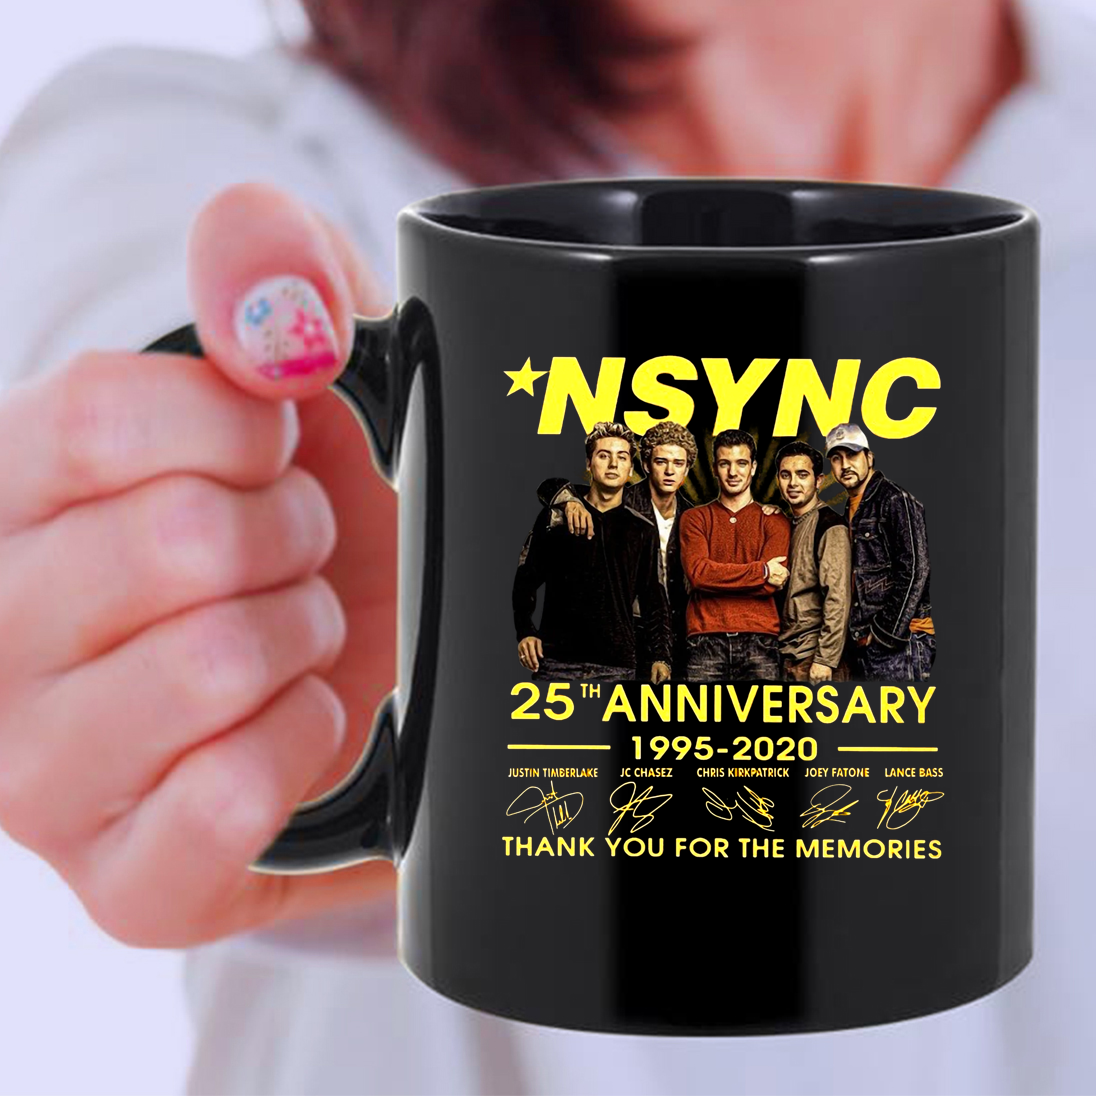 *NSYNC
25TH ANNIVERSARY
1995-2020
JUSTIN TIMBERLAKE JC CHASEZ CHRIS KIRKPATRICK JOEY FATONE LANCE BASS
THANK YOU FOR THE MEMORIES